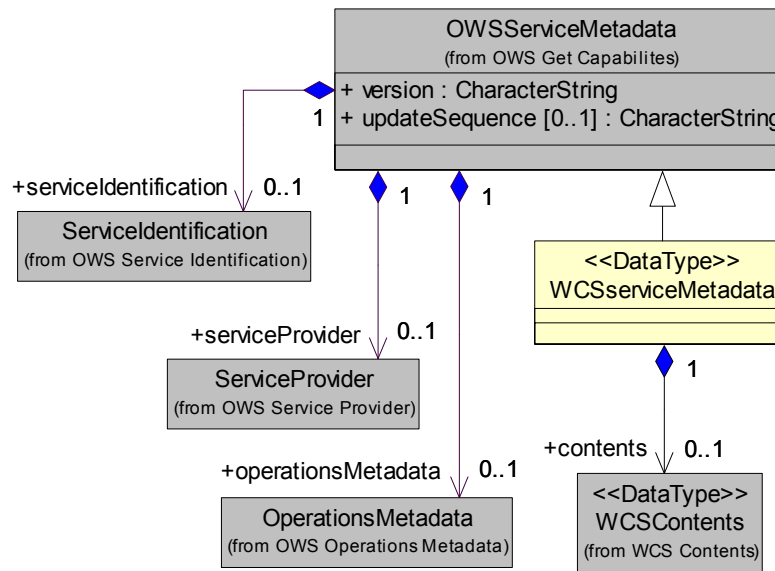 OWSServiceMetadata
(from OWS Get Capabilites)
+ version : CharacterString
+ updateSequence [0..1] : CharacterString
1
+serviceIdentification
0..1
ServiceIdentification
(from OWS Service Identification)
1
1
<<DataType>>
WCSserviceMetadata
+serviceProvider
0..1
ServiceProvider
(from OWS Service Provider)
1
+operationsMetadata
0..1
OperationsMetadata
(from OWS Operations Metadata)
+contents
0..1
<<DataType>>
WCSContents
(from WCS Contents)